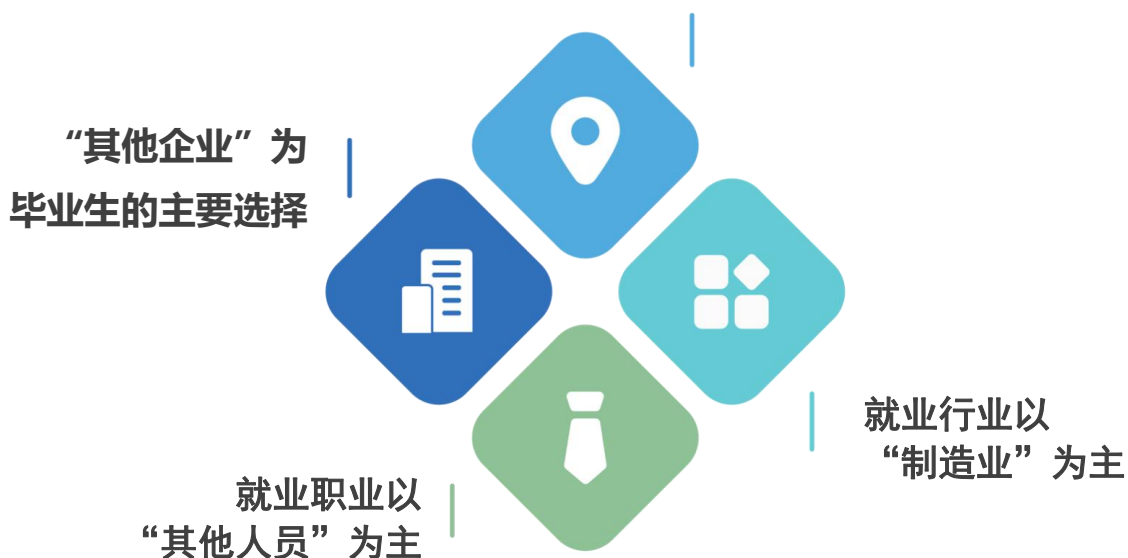 “其他企业”为
毕业生的主要选择
就业行业以
“制造业”为主
就业职业以
“其他人员”为主